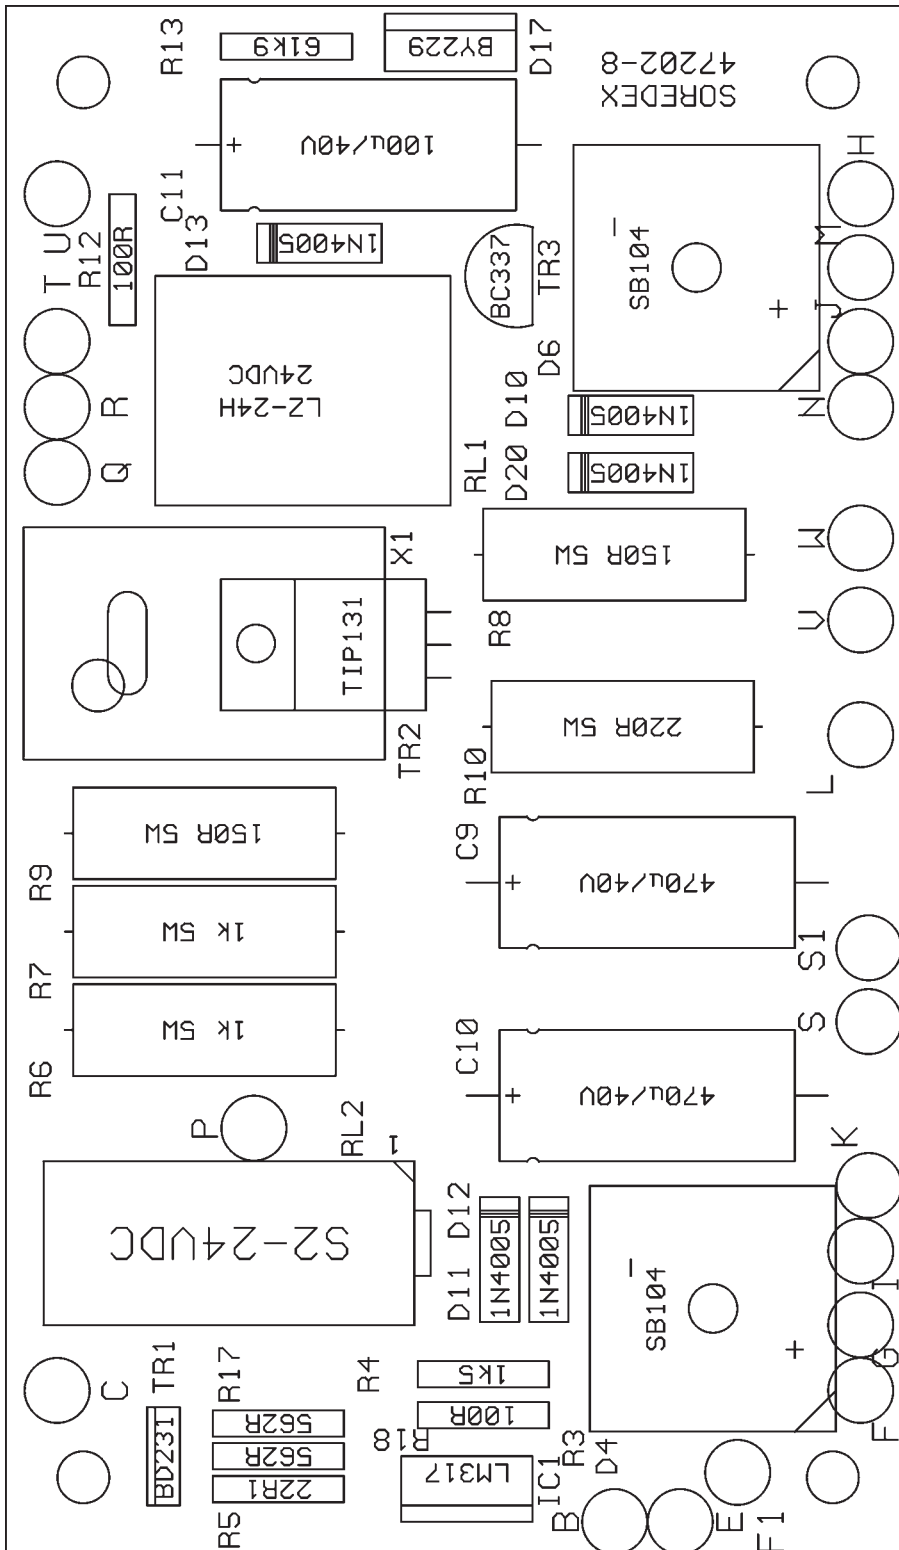 R13
61k9
BY229
D17
SOREDEX
47202-8
100u/40V
+
C11
H
T U
R12
100R
D13
1N4005
BC337
TR3
SB104
-
+
M
J
D6
LZ-24H
24VDC
R
Q
RL1
D10
1N4005
D20
1N4005
N
X1
TIP131
TR2
150R 5W
R8
W
V
220R 5W
R10
L
150R 5W
R9
1k 5W
R7
1k 5W
R6
C9
+
470u/40V
S1
S
C10
+
470u/40V
P
RL2
1
S2-24VDC
K
D12
D11
1N4005
1N4005
SB104
-
+
I
G
F
C
TR1
BD231
R17
562R
562R
22R1
R5
R4
1k5
100R
R18
LM317
IC1
R3
D4
B
E
F1